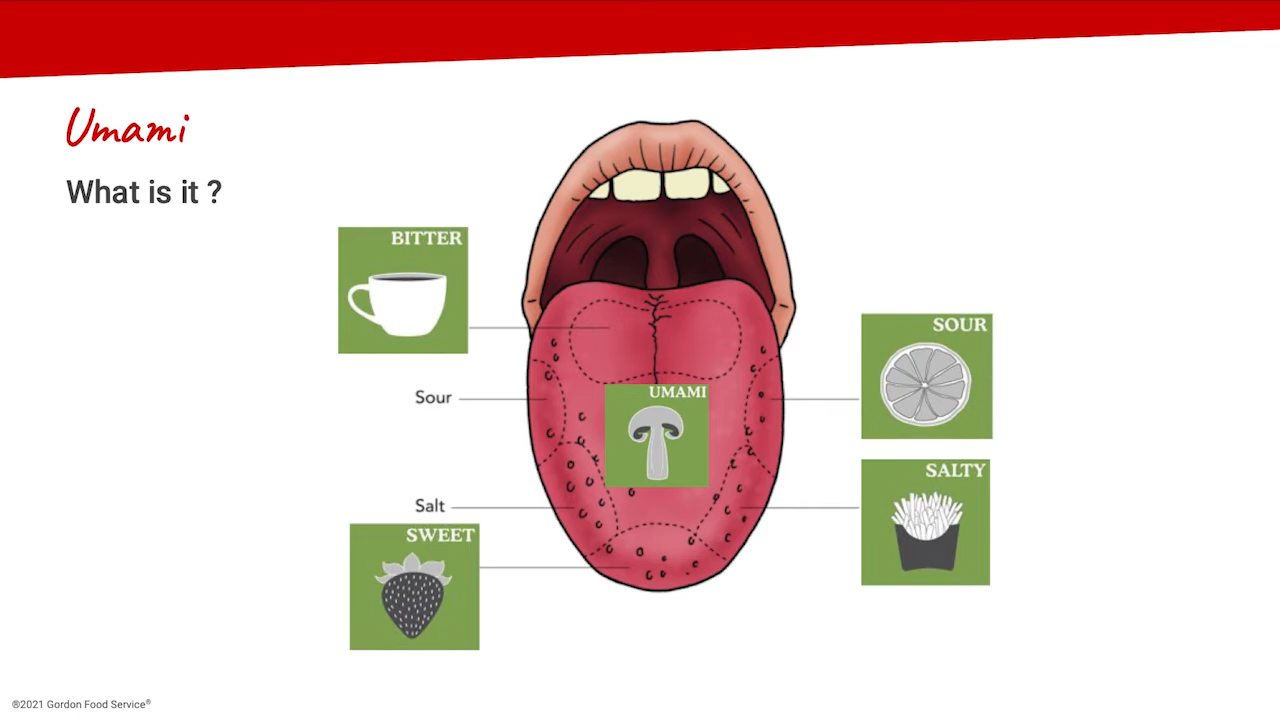 Umami
What is it ?
BITTER
SOUR
Sour
UMAMI
SALTY
Salt
SWEET
®2021 Gordon Food Service®